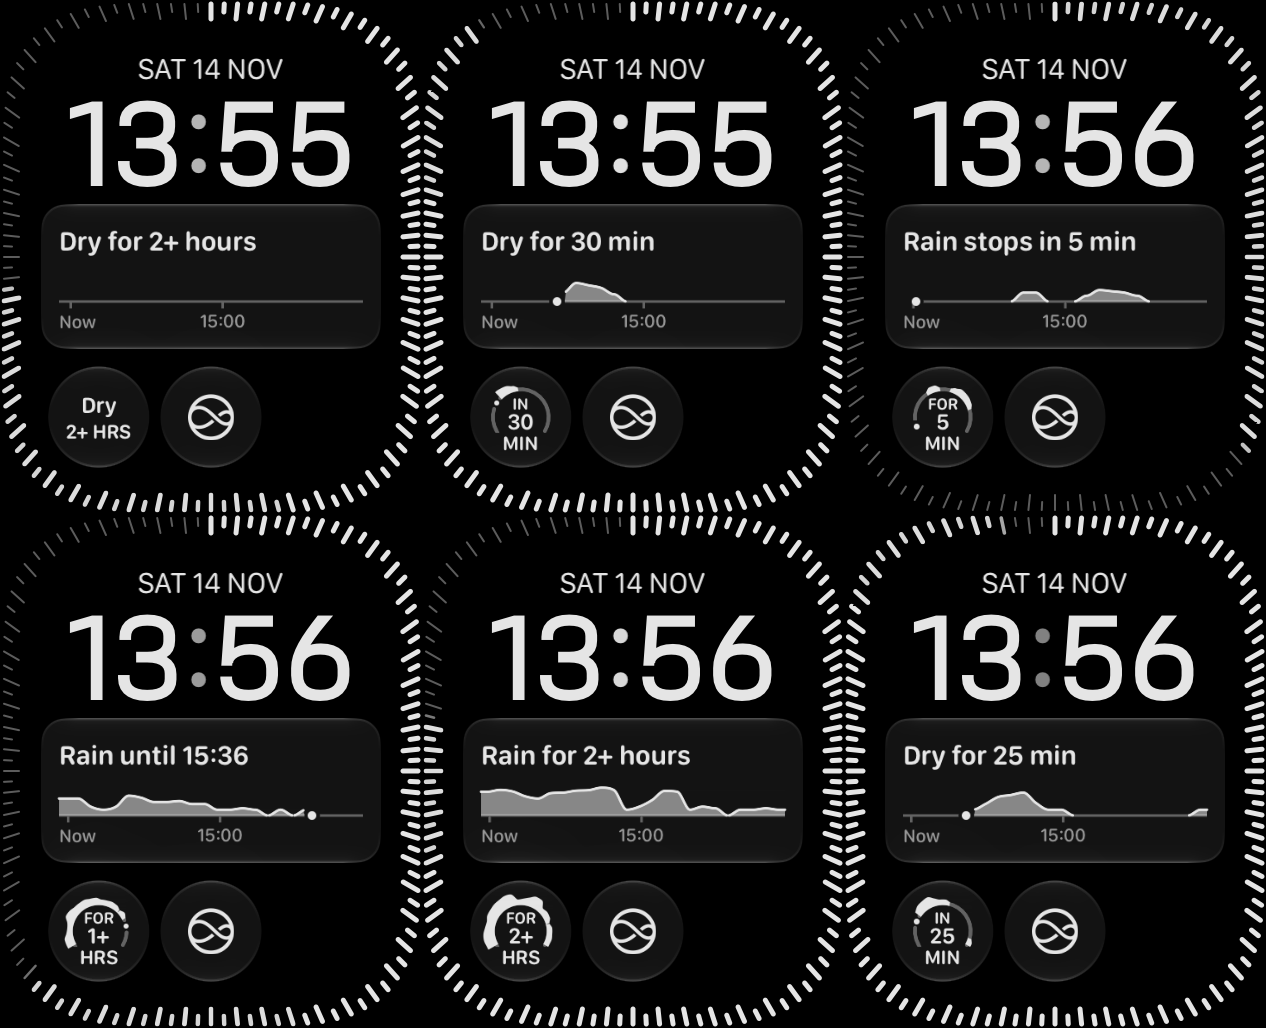 SAT 14 NOV
13:55
Dry for 2+ hours
Now 15:00
Dry
2+ HRS
SAT 14 NOV
13:55
Dry for 30 min
Now 15:00
IN
30
MIN
SAT 14 NOV
13:56
Rain stops in 5 min
Now 15:00
FOR
5
MIN
SAT 14 NOV
13:56
Rain until 15:36
Now 15:00
FOR
1+
HRS
SAT 14 NOV
13:56
Rain for 2+ hours
Now 15:00
FOR
2+
HRS
SAT 14 NOV
13:56
Dry for 25 min
Now 15:00
IN
25
MIN